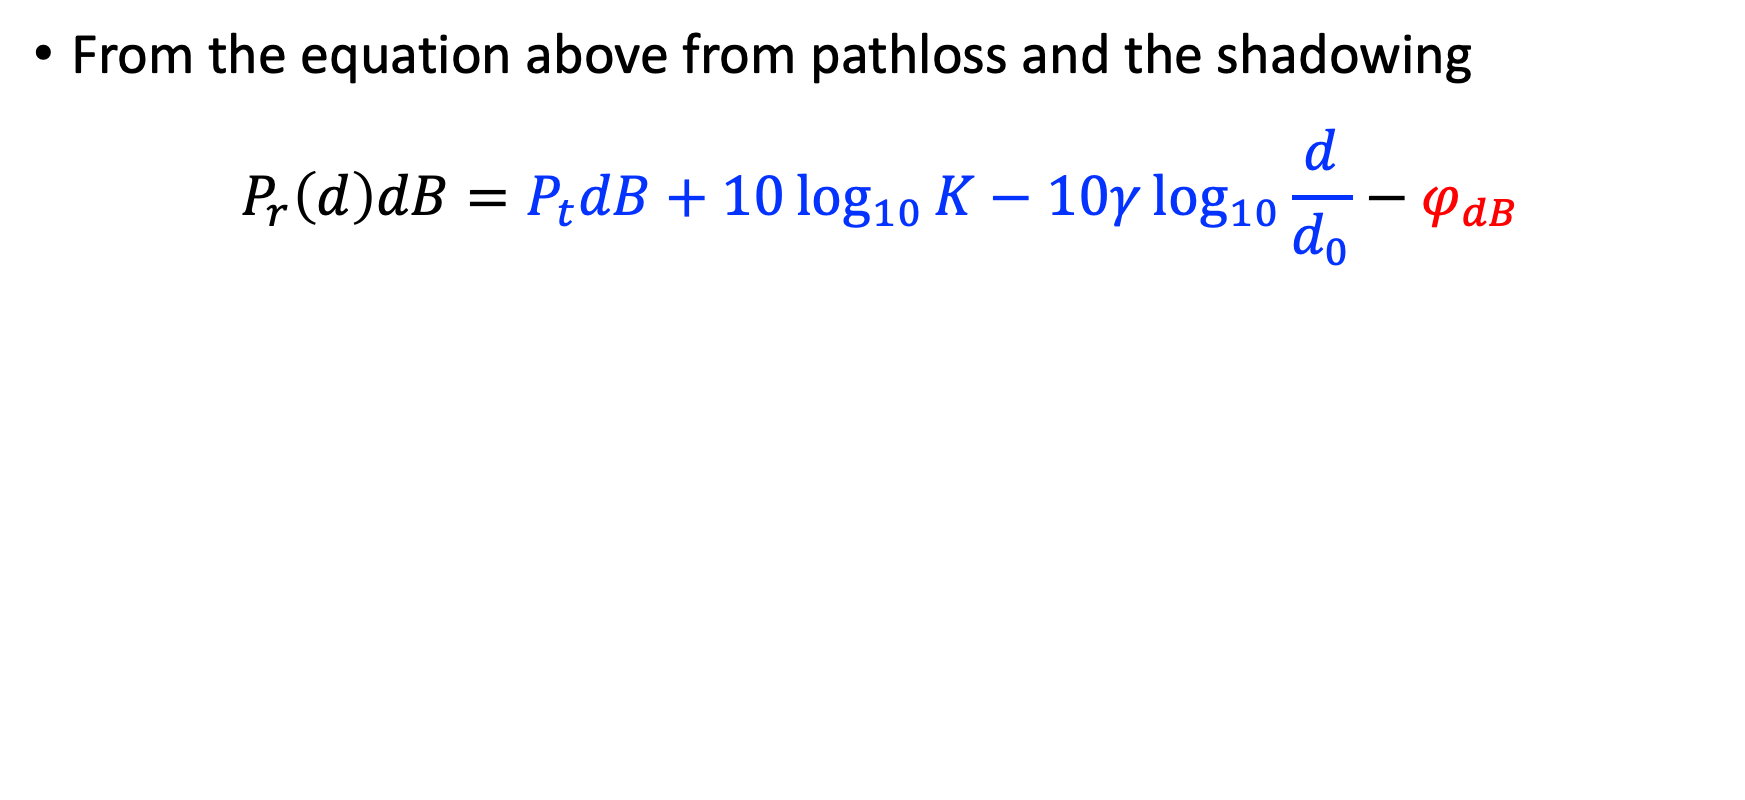 • From the equation above from pathloss and the shadowing
P_r(d)dB = P_t dB + 10 log_10 K − 10γ log_10 d/d_0 − φ_dB